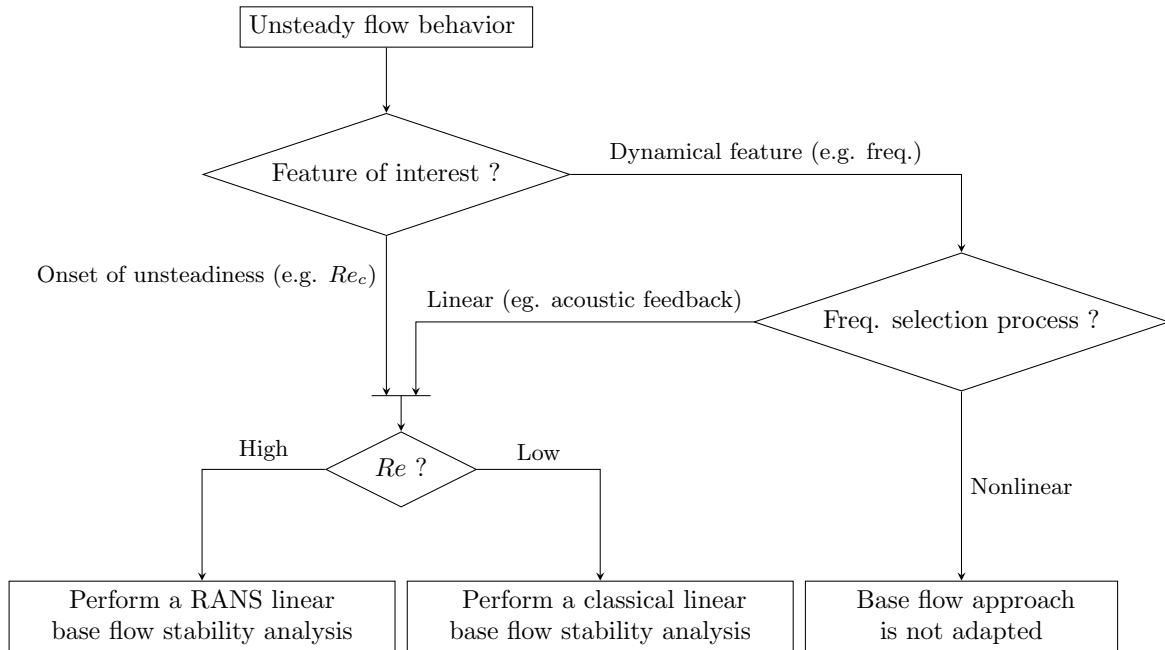 Unsteady flow behavior
Dynamical feature (e.g. freq.)
Feature of interest ?
Onset of unsteadiness (e.g. Re_c)
Linear (eg. acoustic feedback)
Freq. selection process ?
High
Low
Re ?
Nonlinear
Perform a RANS linear
base flow stability analysis
Perform a classical linear
base flow stability analysis
Base flow approach
is not adapted